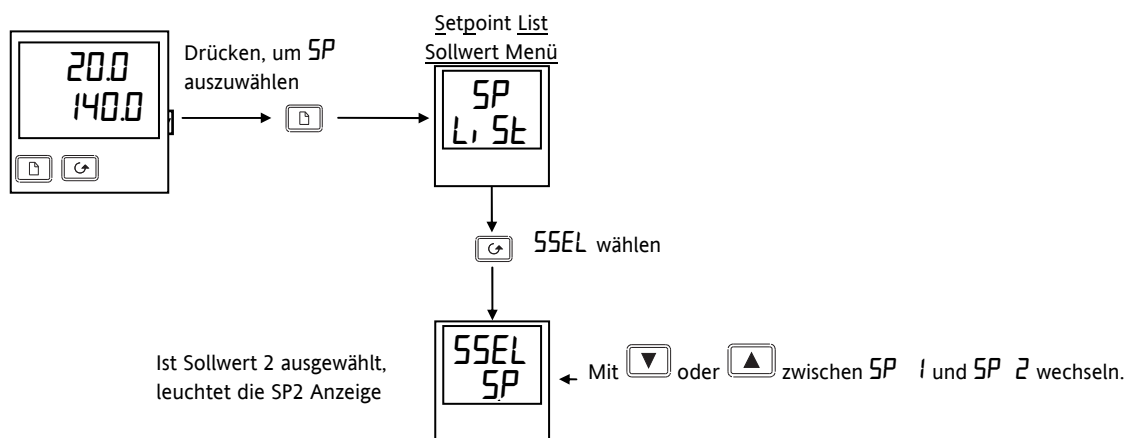 Setpoint List
Sollwert Menü
20.0
140.0
Drücken, um SP
auszuwählen
SP
LiSt
SSEL wählen
Ist Sollwert 2 ausgewählt,
leuchtet die SP2 Anzeige
SSEL
SP
Mit ▼ oder ▲ zwischen SP 1 und SP 2 wechseln.